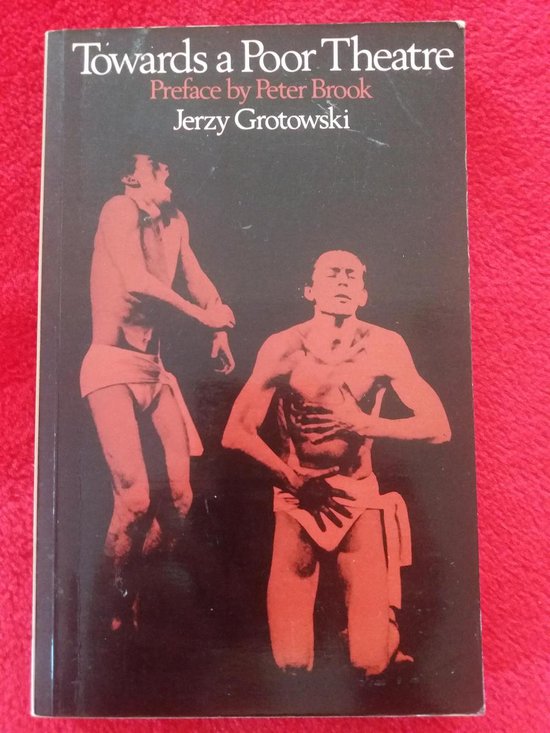 Towards a Poor Theatre
Preface by Peter Brook
Jerzy Grotowski